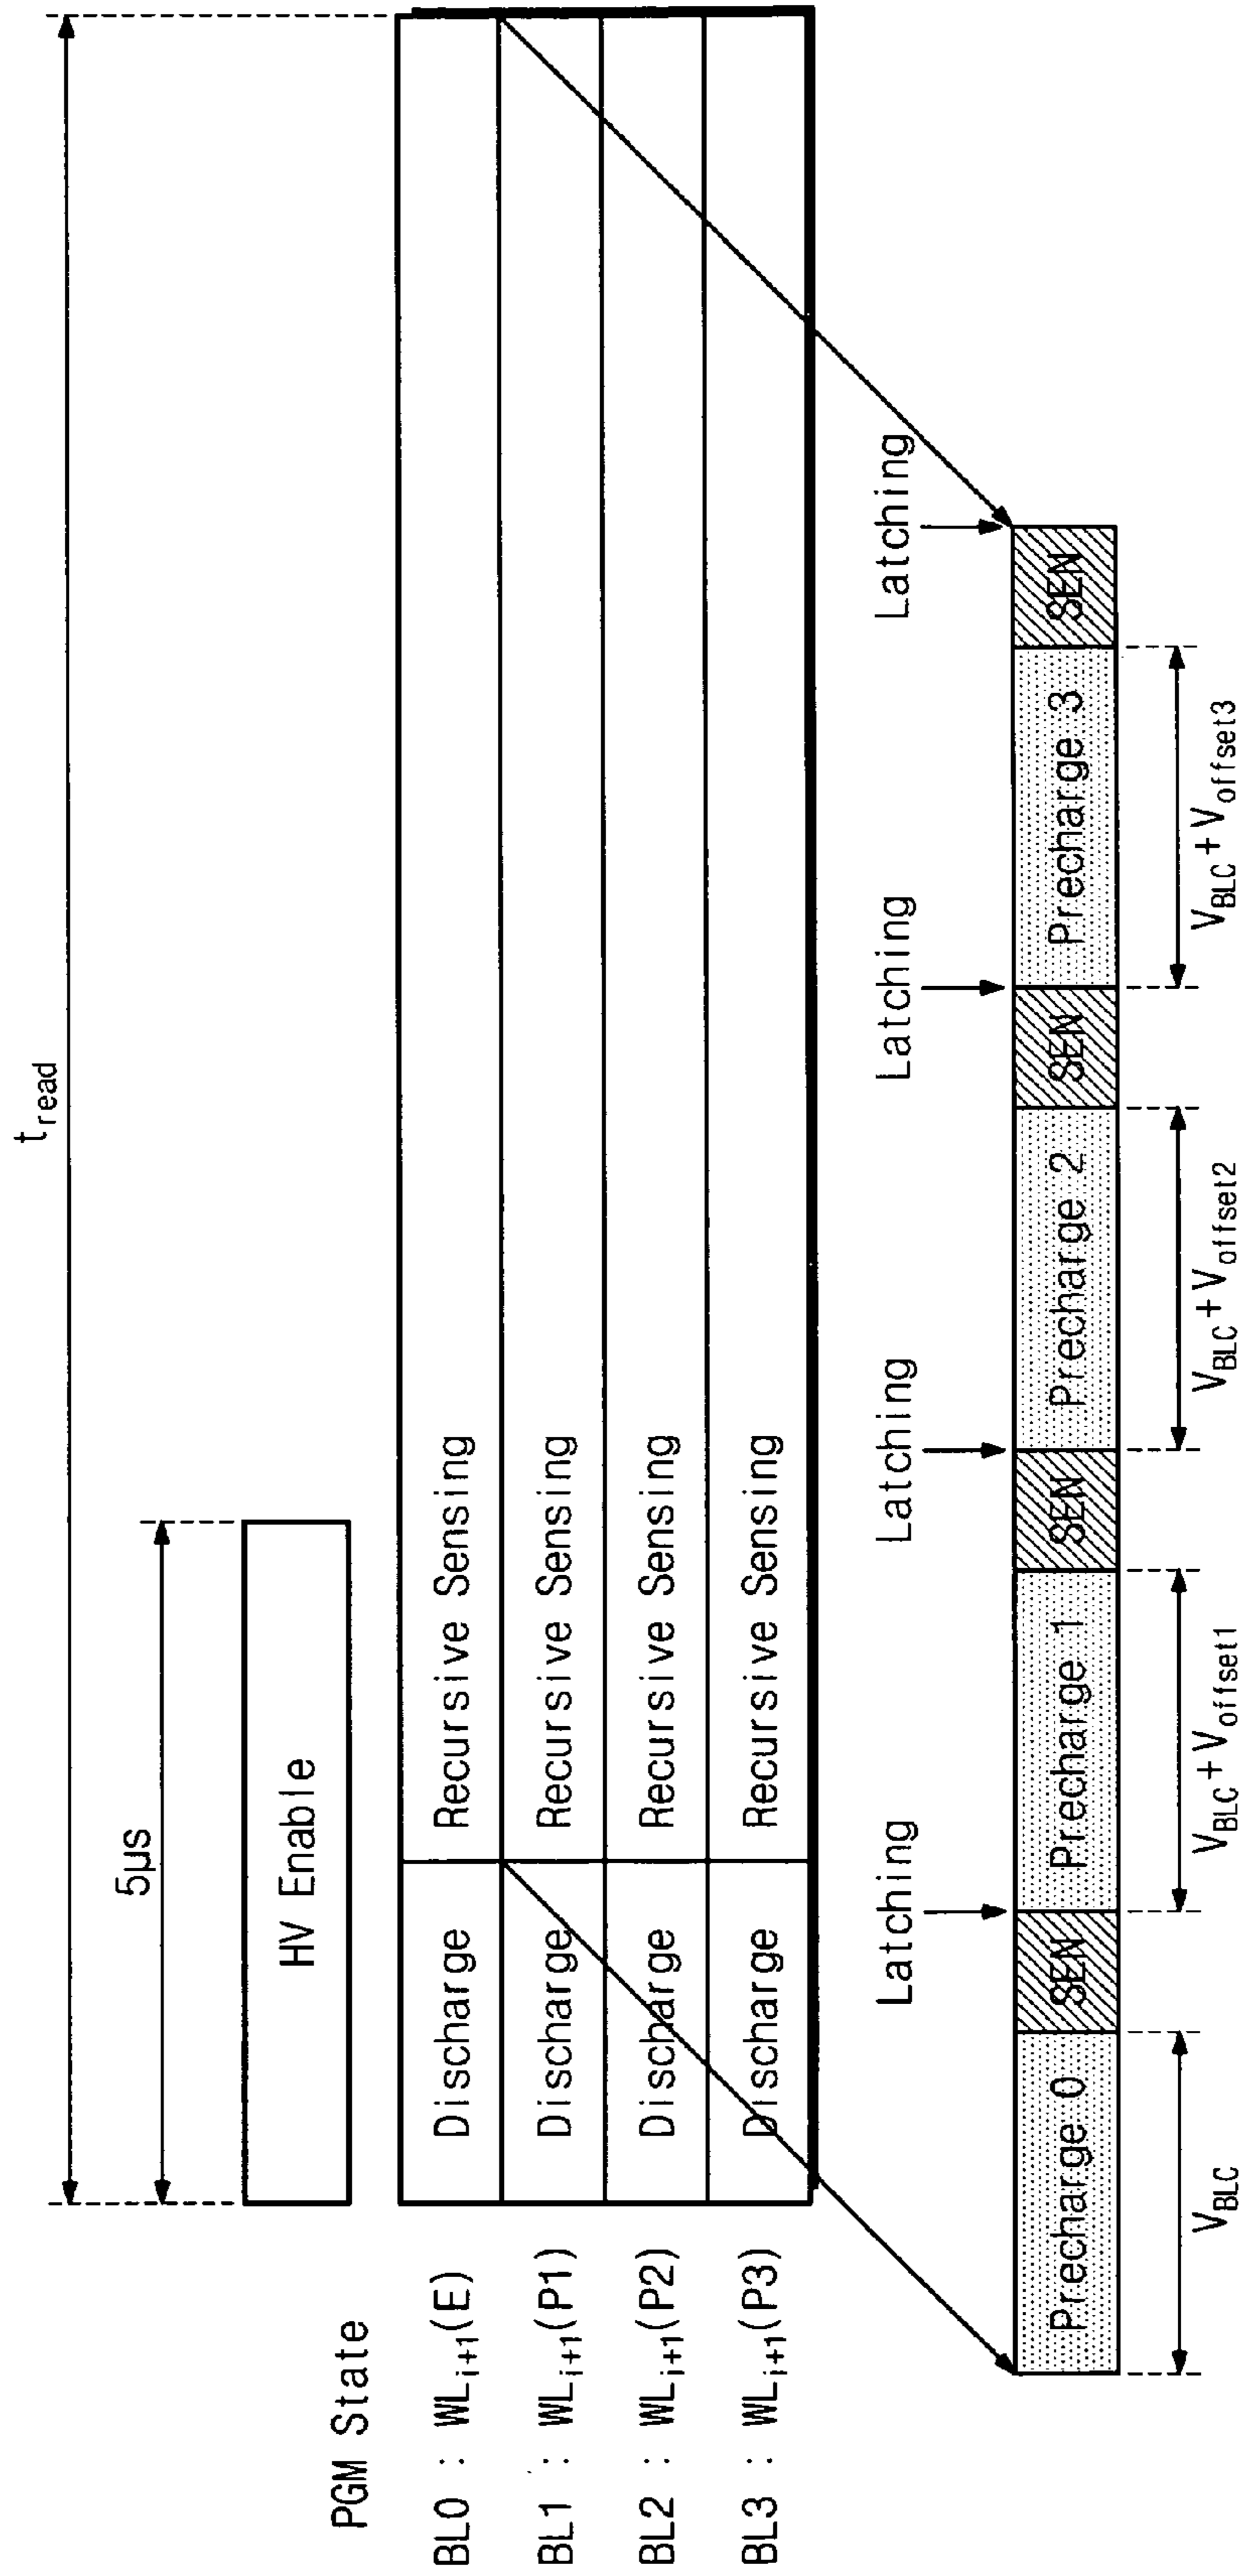 t_read
5μs
HV Enable
PGM State
BL0 : WL_i+1(E) Discharge Recursive Sensing
BL1 : WL_i+1(P1) Discharge Recursive Sensing
BL2 : WL_i+1(P2) Discharge Recursive Sensing
BL3 : WL_i+1(P3) Discharge Recursive Sensing
Latching Latching Latching Latching
Precharge 0 SEN Precharge 1 SEN Precharge 2 SEN Precharge 3 SEN
V_BLC V_BLC+V_offset1 V_BLC+V_offset2 V_BLC+V_offset3